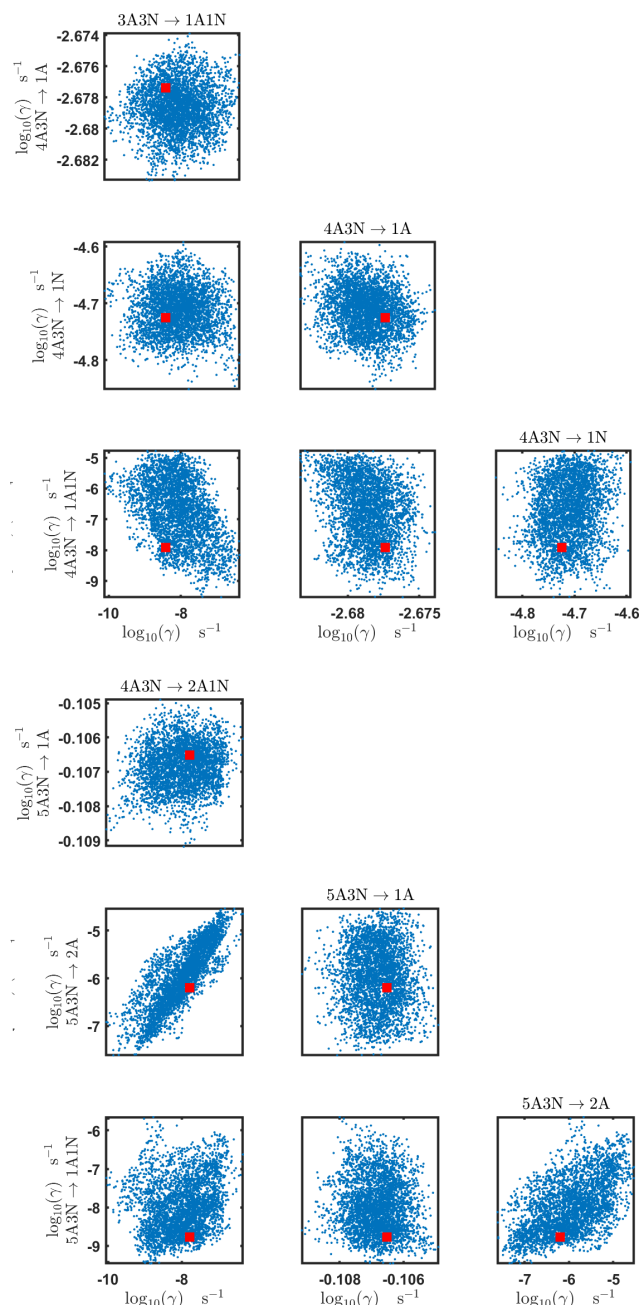 3A3N → 1A1N
log₁₀(γ) s⁻¹
4A3N → 1A
-2.674
-2.676
-2.678
-2.68
-2.682
4A3N → 1A
log₁₀(γ) s⁻¹
4A3N → 1N
-4.6
-4.7
-4.8
4A3N → 1N
log₁₀(γ) s⁻¹
4A3N → 1A1N
-5
-6
-7
-8
-9
-10 -8
-2.68 -2.675
-4.8 -4.7 -4.6
log₁₀(γ) s⁻¹ log₁₀(γ) s⁻¹ log₁₀(γ) s⁻¹
4A3N → 2A1N
log₁₀(γ) s⁻¹
5A3N → 1A
-0.105
-0.106
-0.107
-0.108
-0.109
5A3N → 1A
log₁₀(γ) s⁻¹
5A3N → 2A
-5
-6
-7
5A3N → 2A
log₁₀(γ) s⁻¹
5A3N → 1A1N
-6
-7
-8
-9
-10 -8
-0.108 -0.106
-7 -6 -5
log₁₀(γ) s⁻¹ log₁₀(γ) s⁻¹ log₁₀(γ) s⁻¹